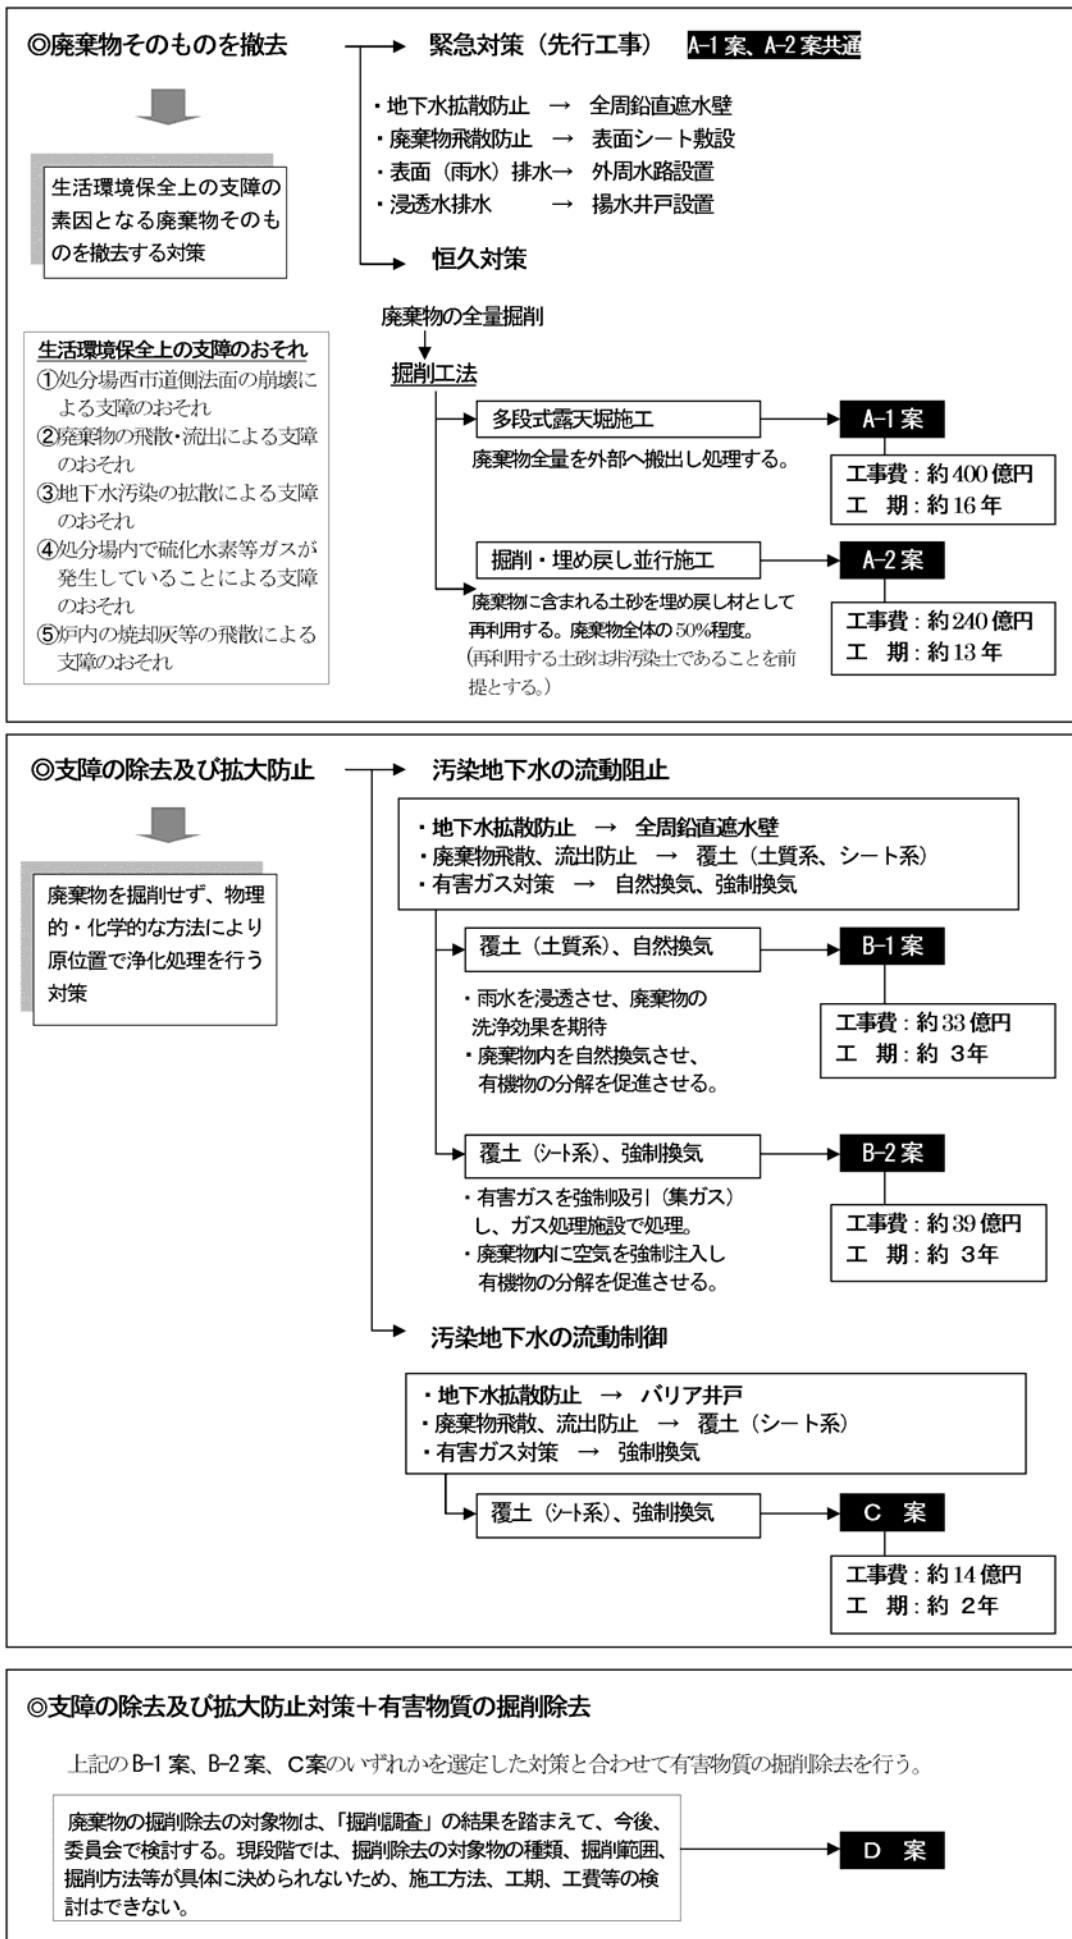 ◎廃棄物そのものを撤去
緊急対策（先行工事）
A-1案、A-2案共通
・地下水拡散防止 → 全周鉛直遮水壁
・廃棄物飛散防止 → 表面シート敷設
・表面（雨水）排水→ 外周水路設置
・浸透水排水 → 揚水井戸設置
生活環境保全上の支障の
素因となる廃棄物そのも
のを撤去する対策
恒久対策
廃棄物の全量掘削
掘削工法
生活環境保全上の支障のおそれ
①処分場西市道側法面の崩壊に
よる支障のおそれ
②廃棄物の飛散・流出による支障
のおそれ
③地下水汚染の拡散による支障
のおそれ
④処分場内で硫化水素等ガスが
発生していることによる支障
のおそれ
⑤炉内の焼却灰等の飛散による
支障のおそれ
多段式露天堀施工
A-1案
廃棄物全量を外部へ搬出し処理する。
工事費：約400億円
工　期：約16年
掘削・埋め戻し並行施工
A-2案
廃棄物に含まれる土砂を埋め戻し材として
再利用する。廃棄物全体の50%程度。
(再利用する土砂は非汚染土であることを前
提とする。)
工事費：約240億円
工　期：約13年
◎支障の除去及び拡大防止
汚染地下水の流動阻止
・地下水拡散防止 → 全周鉛直遮水壁
・廃棄物飛散、流出防止 → 覆土（土質系、シート系）
・有害ガス対策 → 自然換気、強制換気
廃棄物を掘削せず、物理
的・化学的な方法により
原位置で浄化処理を行う
対策
覆土（土質系）、自然換気
B-1案
・雨水を浸透させ、廃棄物の
洗浄効果を期待
・廃棄物内を自然換気させ、
有機物の分解を促進させる。
工事費：約33億円
工　期：約 3年
覆土（ｼｰﾄ系）、強制換気
B-2案
・有害ガスを強制吸引（集ガス）
し、ガス処理施設で処理。
・廃棄物内に空気を強制注入し
有機物の分解を促進させる。
工事費：約39億円
工　期：約 3年
汚染地下水の流動制御
・地下水拡散防止 → バリア井戸
・廃棄物飛散、流出防止 → 覆土（シート系）
・有害ガス対策 → 強制換気
覆土（ｼｰﾄ系）、強制換気
C　案
工事費：約14億円
工　期：約 2年
◎支障の除去及び拡大防止対策＋有害物質の掘削除去
上記のB-1案、B-2案、C案のいずれかを選定した対策と合わせて有害物質の掘削除去を行う。
廃棄物の掘削除去の対象物は、「掘削調査」の結果を踏まえて、今後、
委員会で検討する。現段階では、掘削除去の対象物の種類、掘削範囲、
掘削方法等が具体に決められないため、施工方法、工期、工費等の検
討はできない。
D　案